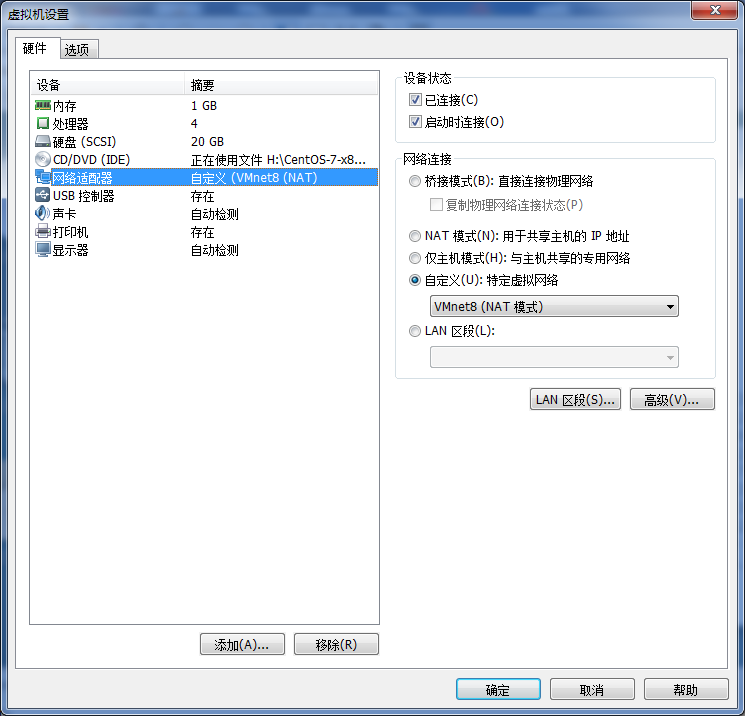 虚拟机设置
硬件 选项
设备 摘要
内存 1 GB
处理器 4
硬盘 (SCSI) 20 GB
CD/DVD (IDE) 正在使用文件 H:\CentOS-7-x8...
网络适配器 自定义 (VMnet8 (NAT)
USB 控制器 存在
声卡 自动检测
打印机 存在
显示器 自动检测
添加(A)... 移除(R)
设备状态
已连接(C)
启动时连接(O)
网络连接
桥接模式(B): 直接连接物理网络
复制物理网络连接状态(P)
NAT 模式(N): 用于共享主机的 IP 地址
仅主机模式(H): 与主机共享的专用网络
自定义(U): 特定虚拟网络
VMnet8 (NAT 模式)
LAN 区段(L):
LAN 区段(S)... 高级(V)...
确定 取消 帮助